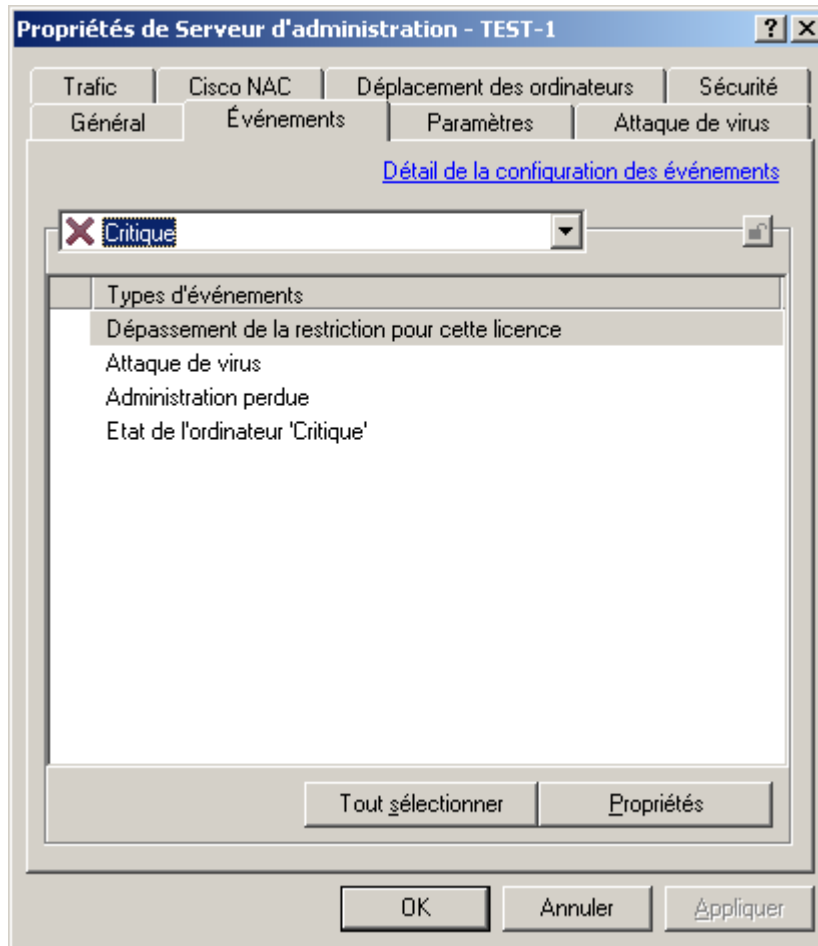 Propriétés de Serveur d'administration - TEST-1
Trafic Cisco NAC Déplacement des ordinateurs Sécurité
Général Événements Paramètres Attaque de virus
Détail de la configuration des événements
Critique
Types d'événements
Dépassement de la restriction pour cette licence
Attaque de virus
Administration perdue
Etat de l'ordinateur 'Critique'
Tout sélectionner Propriétés
OK Annuler Appliquer